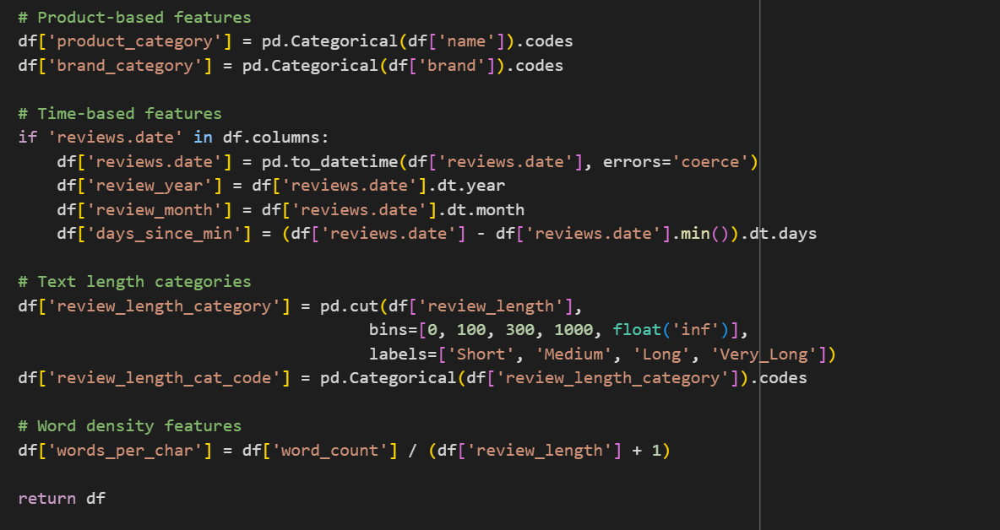 # Product-based features
df['product_category'] = pd.Categorical(df['name']).codes
df['brand_category'] = pd.Categorical(df['brand']).codes

# Time-based features
if 'reviews.date' in df.columns:
    df['reviews.date'] = pd.to_datetime(df['reviews.date'], errors='coerce')
    df['review_year'] = df['reviews.date'].dt.year
    df['review_month'] = df['reviews.date'].dt.month
    df['days_since_min'] = (df['reviews.date'] - df['reviews.date'].min()).dt.days

# Text length categories
df['review_length_category'] = pd.cut(df['review_length'],
                                    bins=[0, 100, 300, 1000, float('inf')],
                                    labels=['Short', 'Medium', 'Long', 'Very_Long'])
df['review_length_cat_code'] = pd.Categorical(df['review_length_category']).codes

# Word density features
df['words_per_char'] = df['word_count'] / (df['review_length'] + 1)

return df